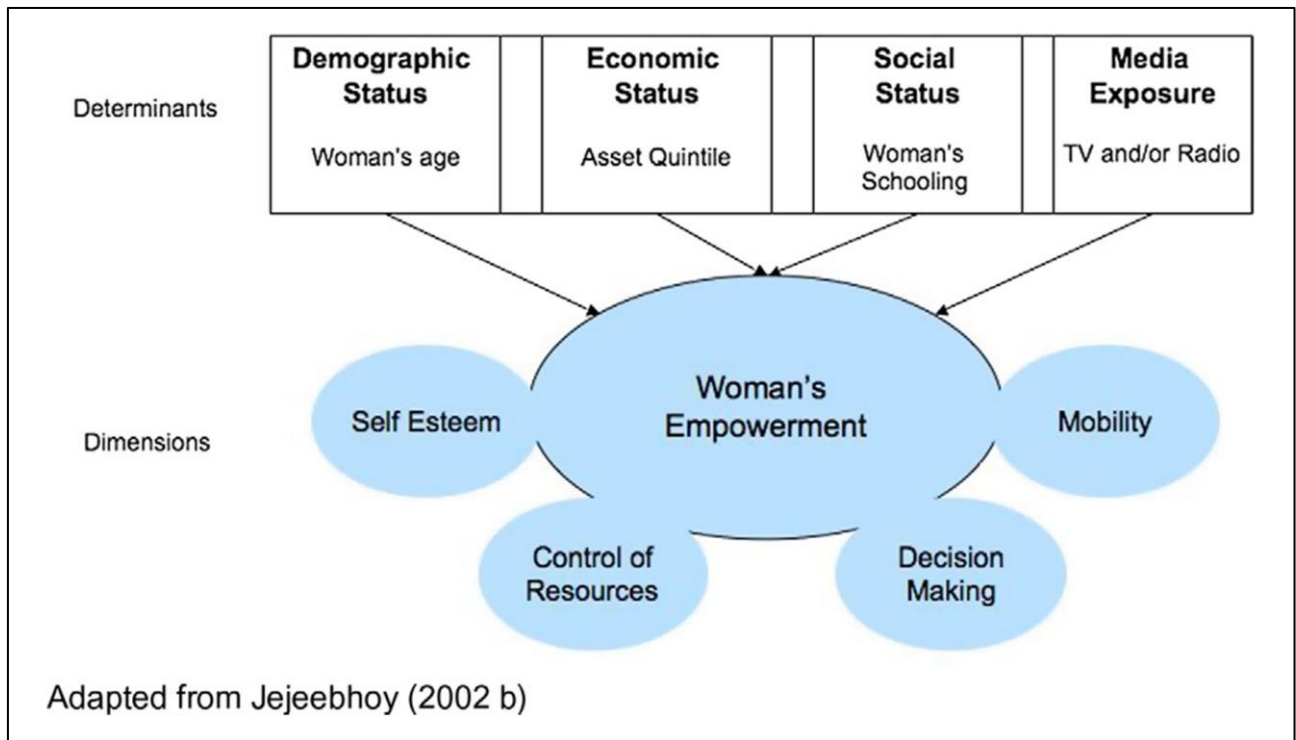 Determinants
Demographic
Status
Woman's age
Economic
Status
Asset Quintile
Social
Status
Woman's
Schooling
Media
Exposure
TV and/or Radio
Dimensions
Woman’s
Empowerment
Self Esteem
Mobility
Control of
Resources
Decision
Making
Adapted from Jejeebhoy (2002 b)